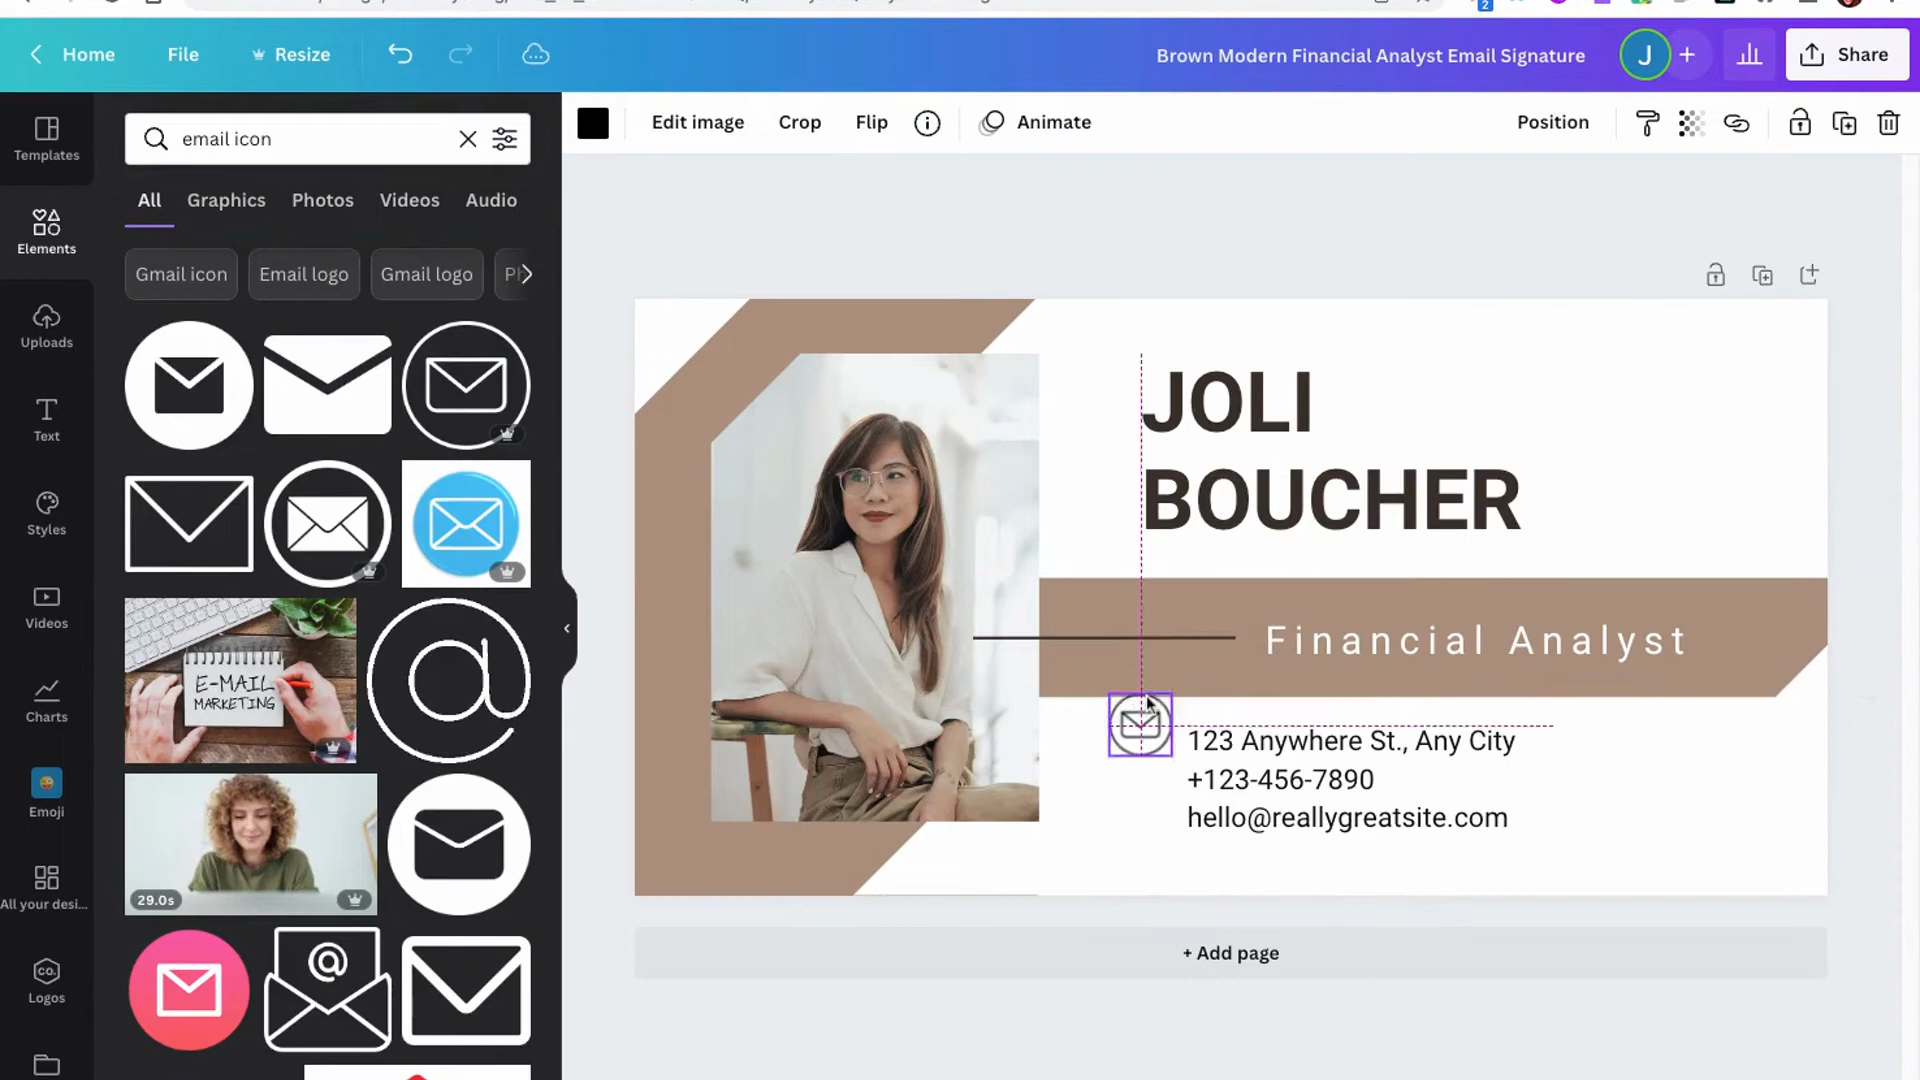 2
Home
File
Resize
Brown Modern Financial Analyst Email Signature
J
Share
Templates
Elements
Uploads
Text
Styles
Videos
Charts
Emoji
All your desi...
CO.
Logos
email icon
All
Graphics
Photos
Videos
Audio
Gmail icon
Email logo
Gmail logo
E-MAIL
MARKETING
29.0s
Edit image
Crop
Flip
Animate
Position
JOLI
BOUCHER
Financial Analyst
123 Anywhere St., Any City
+123-456-7890
hello@reallygreatsite.com
+ Add page